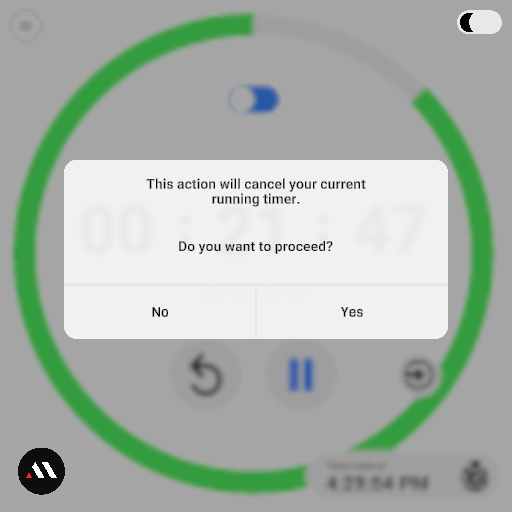 This action will cancel your current
running timer.
00 : 21 : 47
Do you want to proceed?
No
Yes
4:29:54 PM